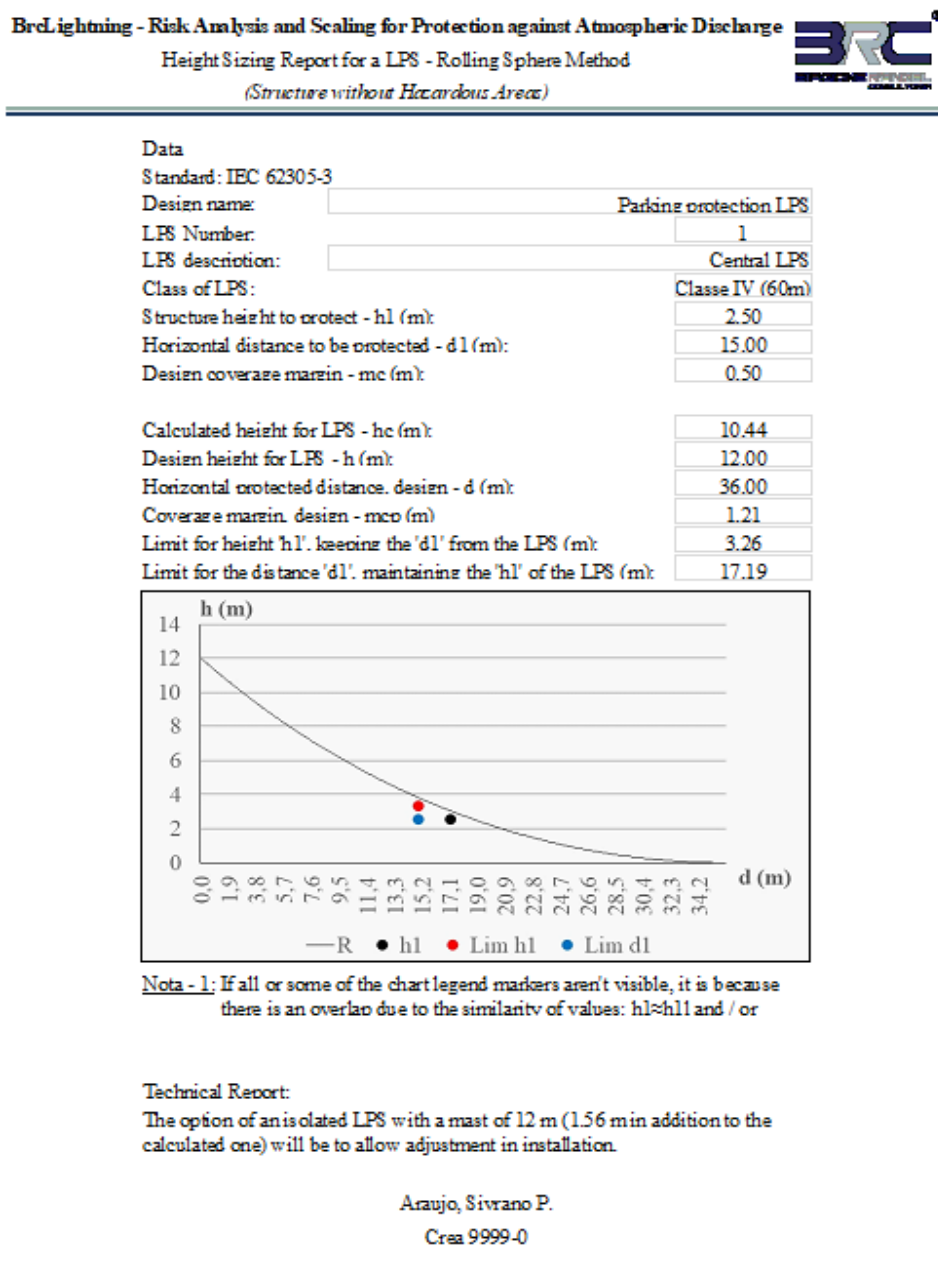 BrcLightning - Risk Analysis and Scaling for Protection against Atmospheric Discharge
BRC
Height Sizing Report for a LPS - Rolling Sphere Method
(Structure without Hazardous Areas)
Data
Standard: IEC 62305-3
Design name: Parking protection LPS
LPS Number: 1
LPS description: Central LPS
Class of LPS: Classe IV (60m)
Structure height to protect - h1 (m): 2.50
Horizontal distance to be protected - d1 (m): 15.00
Design coverage margin - mc (m): 0.50
Calculated height for LPS - hc (m): 10.44
Design height for LPS - h (m): 12.00
Horizontal protected distance, design - d (m): 36.00
Coverage margin, design - mcp (m) 1.21
Limit for height 'h1', keeping the 'd1' from the LPS (m): 3.26
Limit for the distance 'd1', maintaining the 'h1' of the LPS (m): 17.19
h (m)
14
12
10
8
6
4
2
0
0,0 1,9 3,8 5,7 7,6 9,5 11,4 13,3 15,2 17,1 19,0 20,9 22,8 24,7 26,6 28,5 30,4 32,3 34,2
d (m)
R h1 Lim h1 Lim d1
Nota - 1: If all or some of the chart legend markers aren't visible, it is because
there is an overlap due to the similarity of values: h1≈h11 and / or
Technical Report:
The option of an isolated LPS with a mast of 12 m (1.56 m in addition to the
calculated one) will be to allow adjustment in installation.
Araujo, Sivrano P.
Crea 9999-0